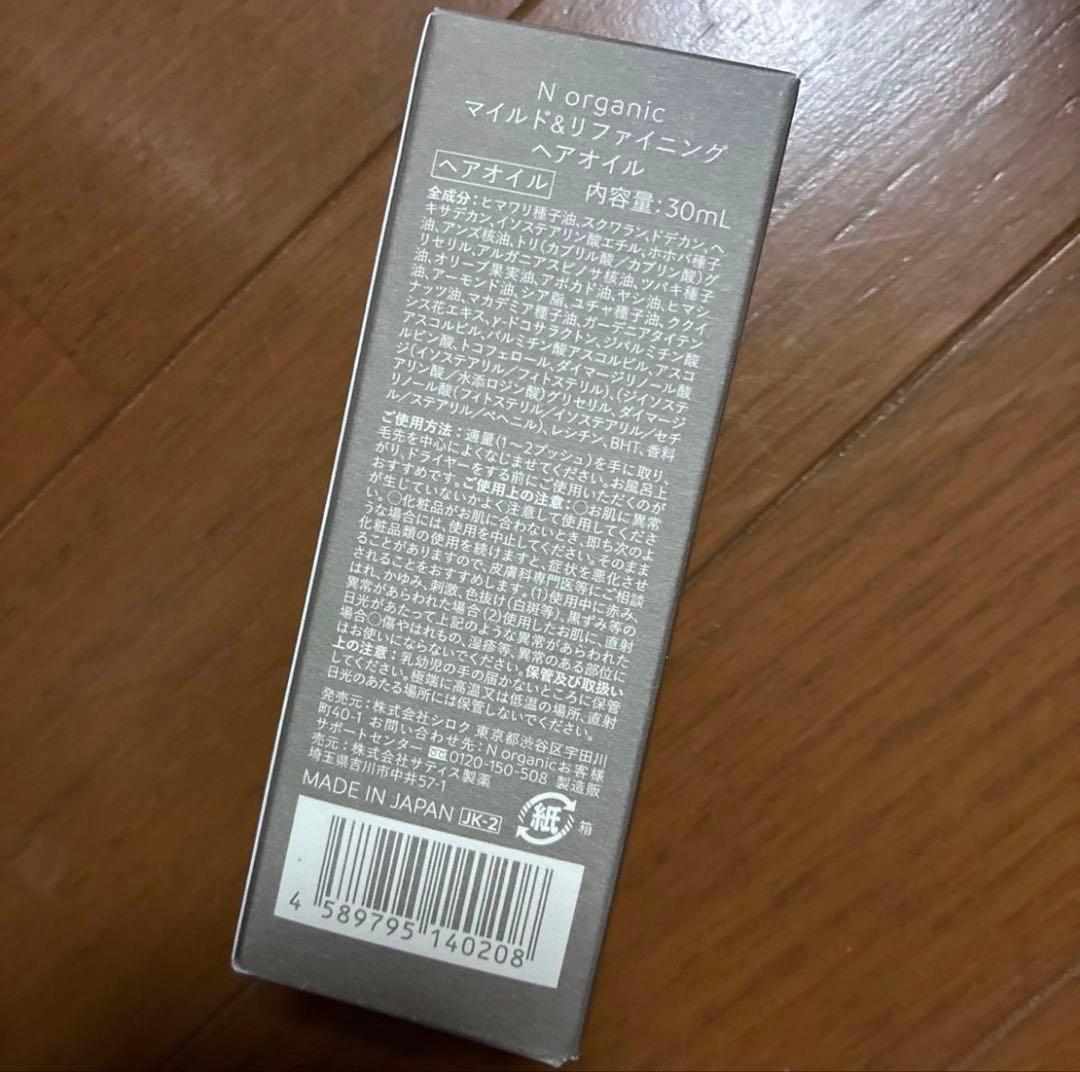 N organic
マイルド&リファイニング
ヘアオイル
ヘアオイル 内容量:30mL
全成分:ヒマワリ種子油、スクワラン、ドデカン、ヘ
キサデカン、イソステアリン酸エチル、ホホバ種子
油、アンズ核油、トリ(カプリル酸/カプリン酸)グ
リセリル、アルガニアスピノサ核油、ツバキ種子
油、オリーブ果実油、アボカド油、ヤシ油、ヒマシ
油、アーモンド油、シア脂、ユチャ種子油、ククイ
ナッツ油、マカデミア種子油、ガーデニアタイテン
シス花エキス、γ-ドコサラクトン、ジパルミチン酸
アスコルビル、パルミチン酸アスコルビル、アスコ
ルビン酸、トコフェロール、ダイマージリノール酸
ジ(イソステアリル/フィトステリル)、(ジイソステ
アリン酸/水添ロジン酸)グリセリル、ダイマージ
リノール酸(フィトステリル/イソステアリル/セチ
ル/ステアリル/ベヘニル)、レシチン、BHT、香料
ご使用方法:適量(1~2プッシュ)を手に取り、
毛先を中心によくなじませてください。お風呂上
がり、ドライヤーをする前にご使用いただくのが
おすすめです。ご使用上の注意:○お肌に異常
が生じていないかよく注意して使用してくださ
い。○化粧品がお肌に合わないとき、即ち次のよ
うな場合には、使用を中止してください。そのまま
化粧品類の使用を続けますと、症状を悪化させ
ることがありますので、皮膚科専門医等にご相談
されることをおすすめします。(1)使用中に赤み、
はれ、かゆみ、刺激、色抜け(白斑等)、黒ずみ等の
異常があらわれた場合(2)使用したお肌に、直射
日光があたって上記のような異常があらわれた
場合○傷やはれもの、湿疹等、異常のある部位に
はお使いにならないでください。保管及び取扱い
上の注意:乳幼児の手の届かないところに保管
してください。極端に高温又は低温の場所、直射
日光のあたる場所には保管しないでください。
発売元:株式会社シロク 東京都渋谷区宇田川
町40-1 お問い合わせ先:N organicお客様
サポートセンター 0120-150-508 製造販
売元:株式会社サティス製薬
埼玉県吉川市中井57-1
MADE IN JAPAN JK-2 紙 箱
4 589795 140208